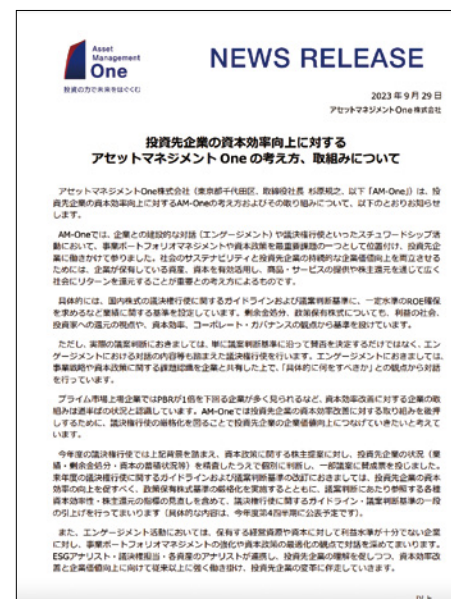 Asset
Management
One
投資の力で未来をはぐくむ
NEWS RELEASE
2023年9月29日
アセットマネジメントOne株式会社
投資先企業の資本効率向上に対する
アセットマネジメント One の考え方、取組みについて
アセットマネジメントOne株式会社（東京都千代田区、取締役社長 杉原規之、以下「AM-One」）は、投
資先企業の資本効率向上に対するAM-Oneの考え方およびその取り組みについて、以下のとおりお知らせ
します。
AM-Oneでは、企業との建設的な対話（エンゲージメント）や議決権行使といったスチュワードシップ活
動において、事業ポートフォリオマネジメントや資本政策を最重要課題の一つとして位置付け、投資先企
業に働きかけて参りました。社会のサステナビリティと投資先企業の持続的な企業価値向上を両立させる
ためには、企業が保有している資産、資本を有効活用し、商品・サービスの提供や株主還元を通じて広く
社会にリターンを還元することが重要との考え方によるものです。
具体的には、国内株式の議決権行使に関するガイドラインおよび議案判断基準に、一定水準のROE確保
を求めるなど業績に関する基準を設定しています。剰余金処分、政策保有株式についても、利益の社会、
投資家への還元の視点や、資本効率、コーポレート・ガバナンスの観点から基準を設けています。
ただし、実際の議案判断におきましては、単に議案判断基準に沿って賛否を決定するだけではなく、エン
ゲージメントにおける対話の内容等も踏まえた議決権行使を行います。エンゲージメントにおきましては、
事業戦略や資本政策に関する課題認識を企業と共有した上で、「具体的に何をすべきか」との観点から対話
を行っています。
プライム市場上場企業ではPBRが1倍を下回る企業が多く見られるなど、資本効率改善に対する企業の取
組みは道半ばの状況と認識しています。AM-Oneでは投資先企業の資本効率改善に対する取り組みを後押
しするために、議決権行使の厳格化を図ることで投資先企業の企業価値向上につなげていきたいと考えて
います。
今年度の議決権行使では上記背景を踏まえ、資本政策に関する株主提案に対し、投資先企業の状況（業
績・剰余金処分・資本の蓄積状況等）を精査したうえで個別に判断し、一部議案に賛成票を投じました。
来年度の議決権行使に関するガイドラインおよび議案判断基準の改訂におきましては、投資先企業の資本
効率の向上を促すべく、政策保有株式基準の厳格化を実施するとともに、議案判断にあたり参照する各種
資本効率性・株主還元の指標の見直しを含めて、議決権行使に関するガイドライン・議案判断基準の一段
の引上げを行ってまいります（具体的な内容は、今年度第4四半期に公表予定です）。
また、エンゲージメント活動においては、保有する経営資源や資本に対して利益水準が十分でない企業
に対し、事業ポートフォリオマネジメントの強化や資本政策の最適化の観点で対話を深めてまいります。
ESGアナリスト・議決権担当・各資産のアナリストが連携し、投資先企業の理解を促しつつ、資本効率改
善と企業価値向上に向けて従来以上に強く働き掛け、投資先企業の変革に伴走していきます。